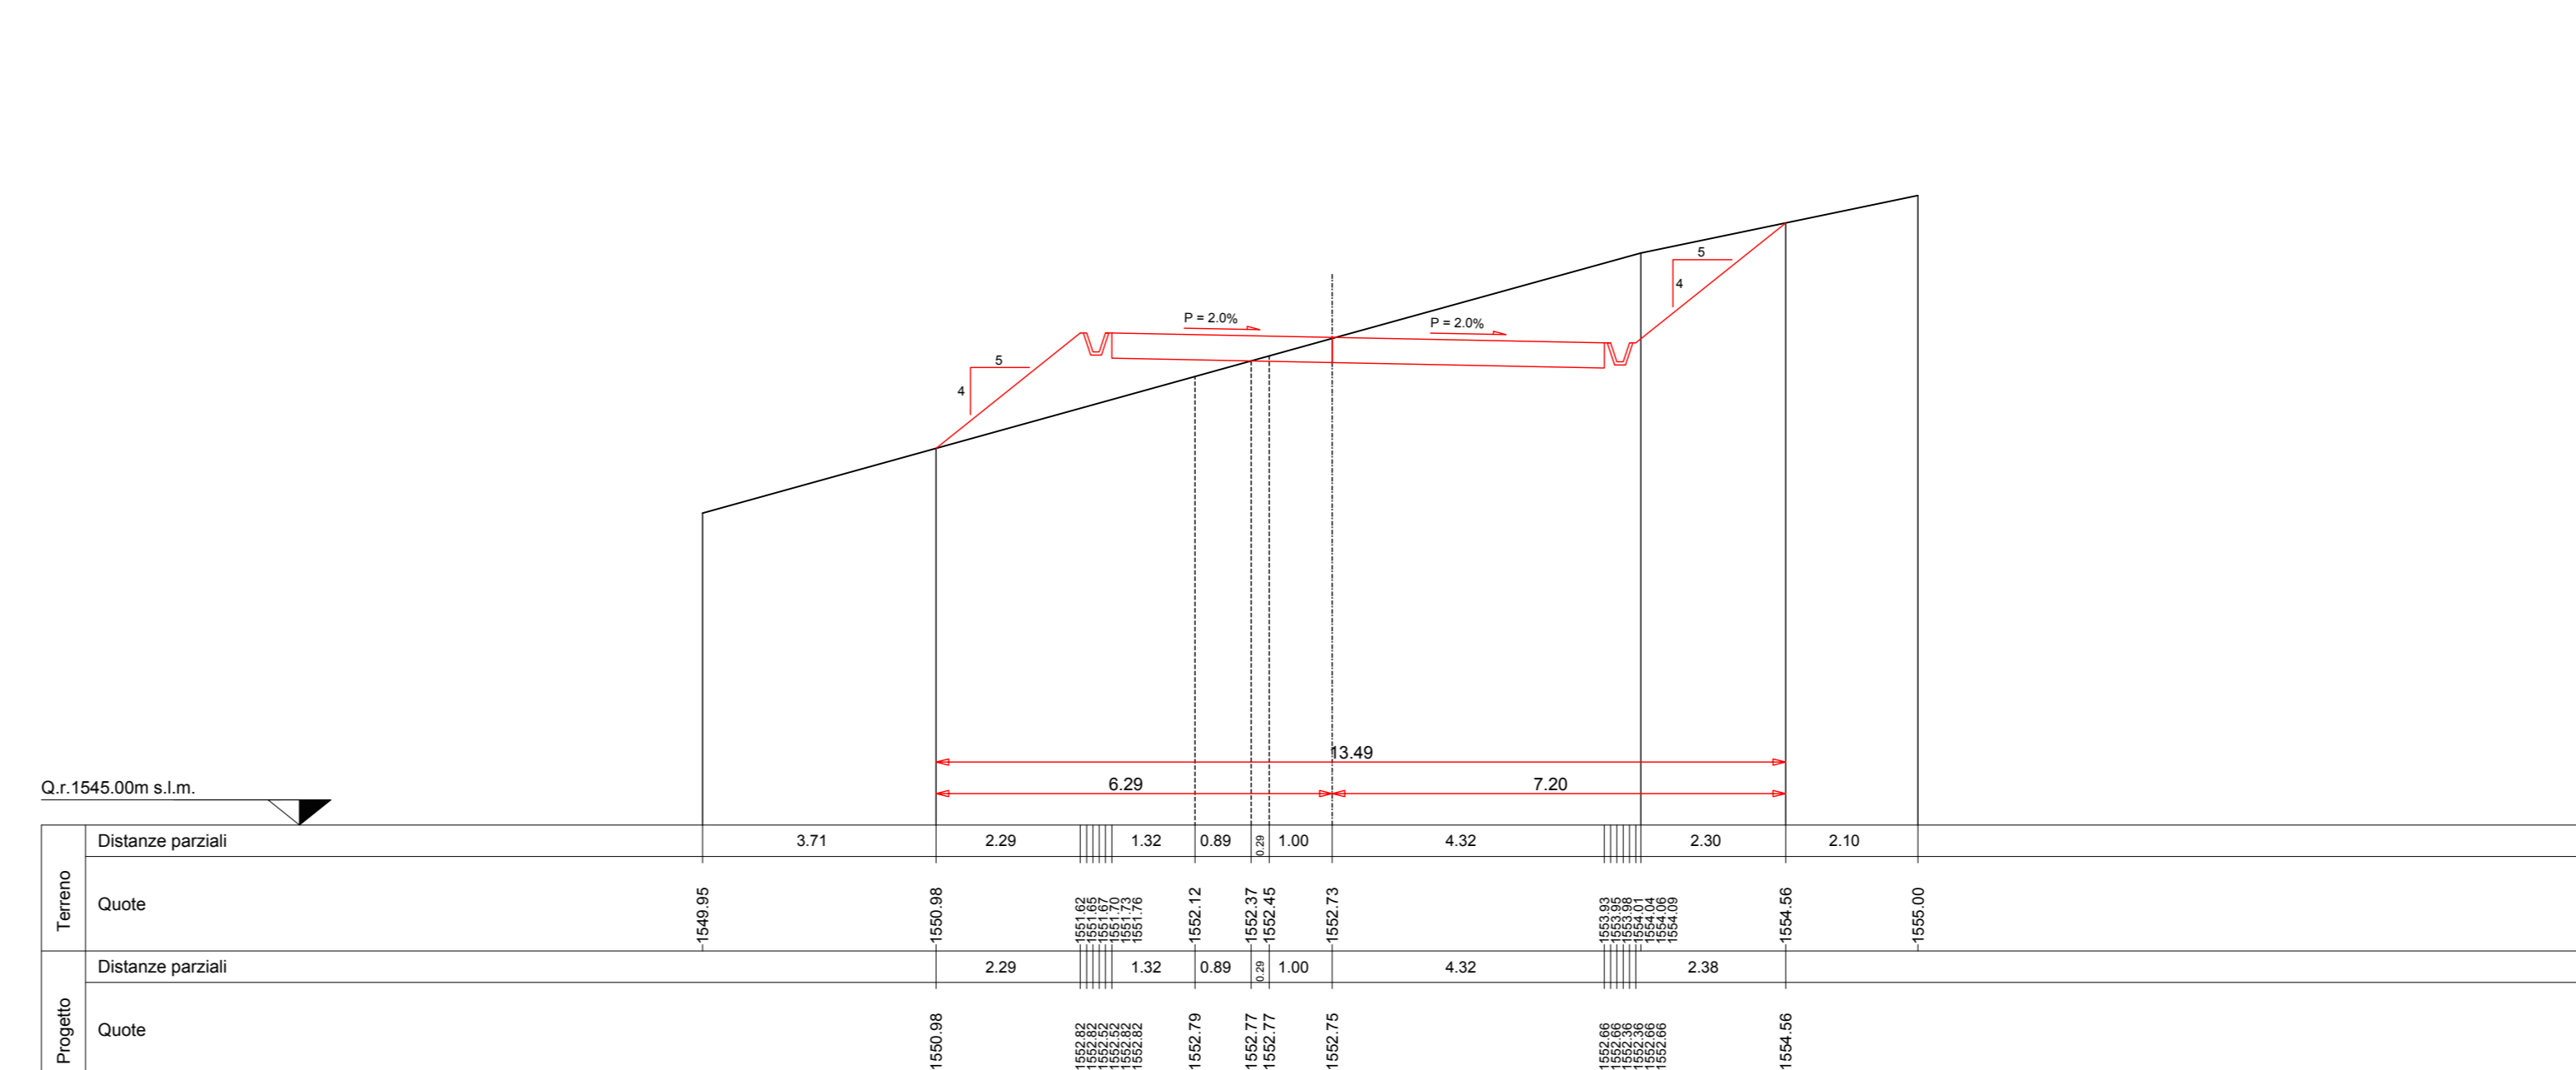 5
4
P = 2.0%
5
4
P = 2.0%
13.49
6.29
7.20
Q.r.1545.00m s.l.m.
Terreno
Distanze parziali
3.71 2.29 1.32 0.89 0.29 1.00 4.32 2.30 2.10
Quote
1549.95 1550.98 1551.62 1551.65 1551.67 1551.70 1551.73 1551.76 1552.12 1552.37 1552.45 1552.73 1553.93 1553.95 1553.98 1554.01 1554.04 1554.06 1554.09 1554.56 1555.00
Progetto
Distanze parziali
2.29 1.32 0.89 0.29 1.00 4.32 2.38
Quote
1550.98 1552.82 1552.82 1552.52 1552.52 1552.82 1552.82 1552.79 1552.77 1552.77 1552.75 1552.66 1552.66 1552.36 1552.36 1552.66 1552.66 1554.56